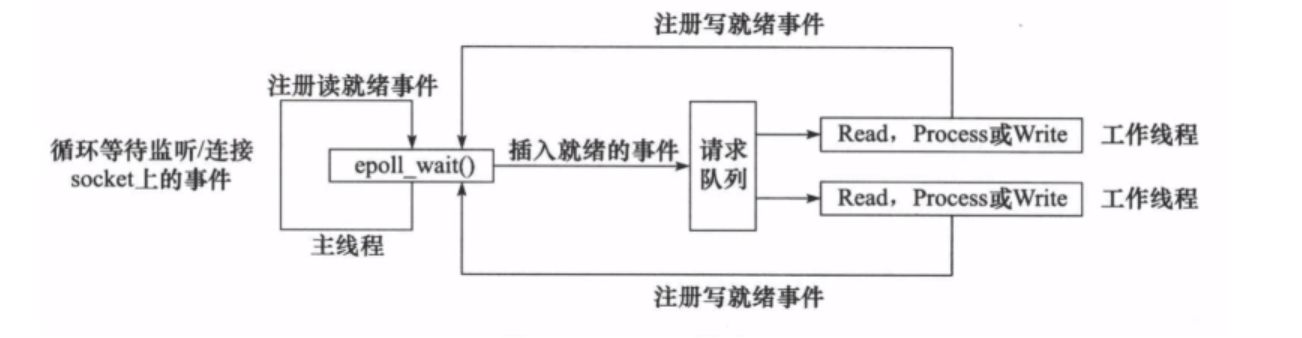 注册写就绪事件
注册读就绪事件
循环等待监听/连接
socket上的事件
epoll_wait()
插入就绪的事件
请求
队列
Read，Process或Write
工作线程
Read，Process或Write
工作线程
主线程
注册写就绪事件